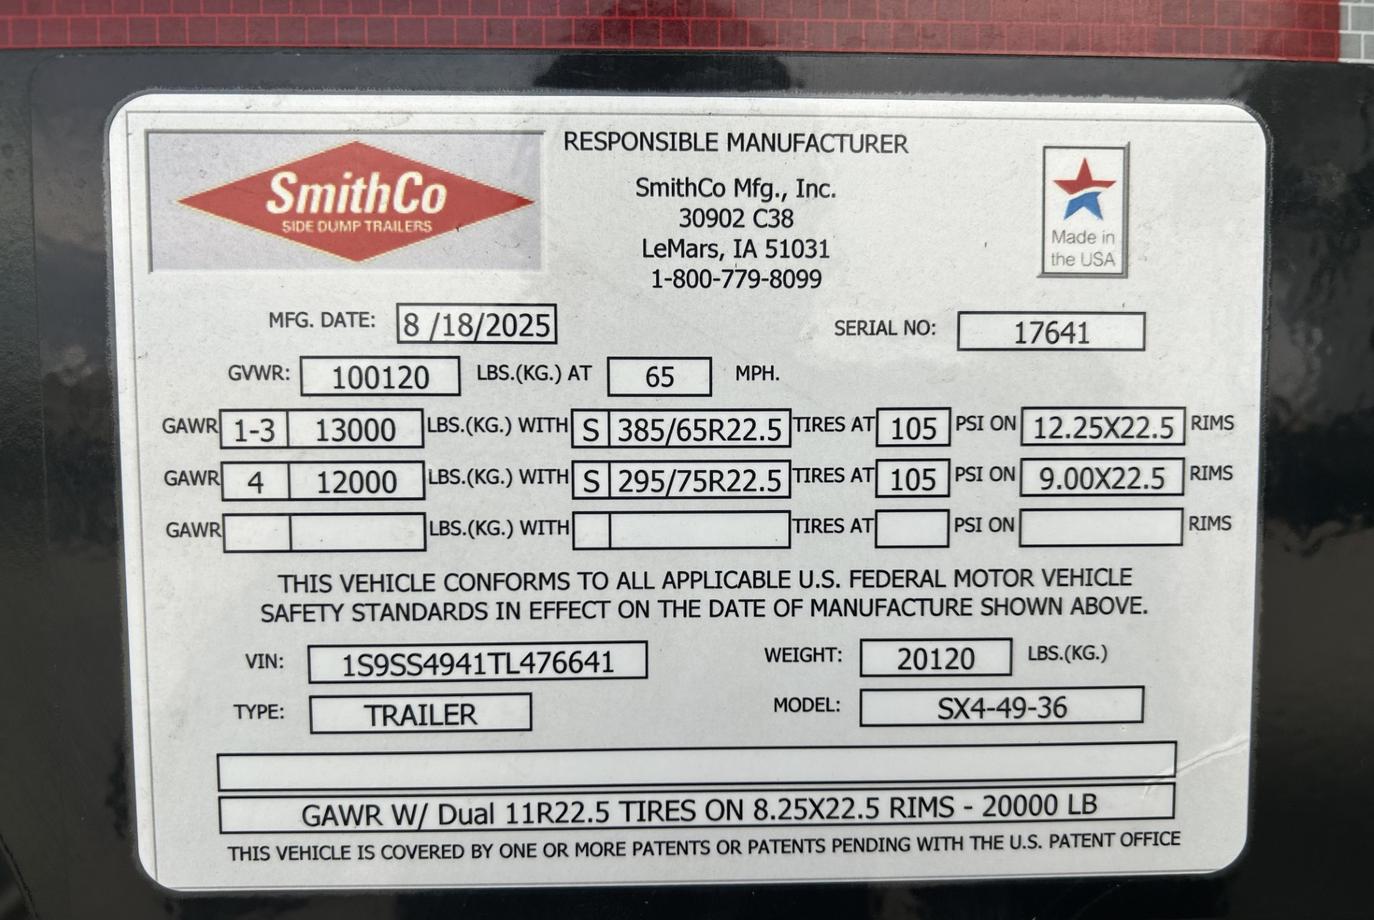 RESPONSIBLE MANUFACTURER
SmithCo
SIDE DUMP TRAILERS
SmithCo Mfg., Inc.
30902 C38
LeMars, IA 51031
1-800-779-8099
Made in
the USA
MFG. DATE: 8 /18/2025 SERIAL NO: 17641
GVWR: 100120 LBS.(KG.) AT 65 MPH.
GAWR 1-3 13000 LBS.(KG.) WITH S 385/65R22.5 TIRES AT 105 PSI ON 12.25X22.5 RIMS
GAWR 4 12000 LBS.(KG.) WITH S 295/75R22.5 TIRES AT 105 PSI ON 9.00X22.5 RIMS
GAWR LBS.(KG.) WITH TIRES AT PSI ON RIMS
THIS VEHICLE CONFORMS TO ALL APPLICABLE U.S. FEDERAL MOTOR VEHICLE
SAFETY STANDARDS IN EFFECT ON THE DATE OF MANUFACTURE SHOWN ABOVE.
VIN: 1S9SS4941TL476641 WEIGHT: 20120 LBS.(KG.)
TYPE: TRAILER MODEL: SX4-49-36
GAWR W/ Dual 11R22.5 TIRES ON 8.25X22.5 RIMS - 20000 LB
THIS VEHICLE IS COVERED BY ONE OR MORE PATENTS OR PATENTS PENDING WITH THE U.S. PATENT OFFICE